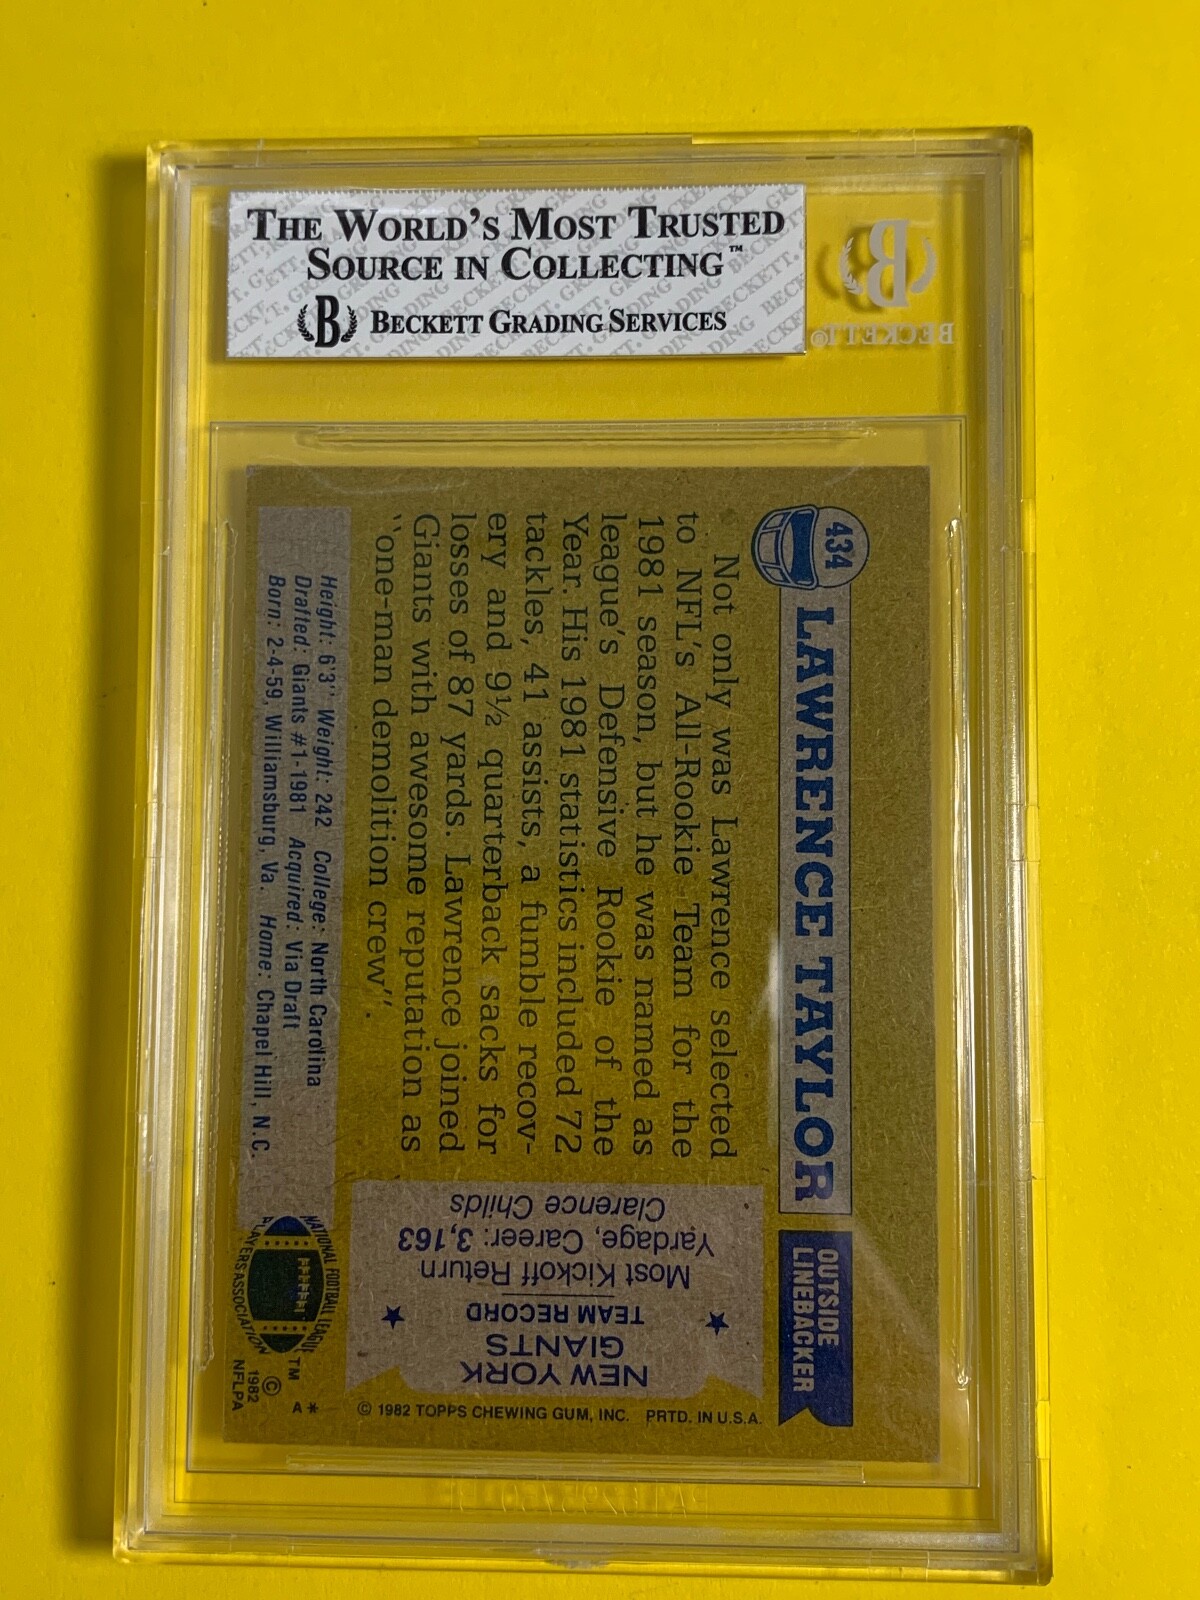 THE WORLD'S MOST TRUSTED
SOURCE IN COLLECTING™
B BECKETT GRADING SERVICES
B
BECKETT®
434
LAWRENCE TAYLOR
OUTSIDE
LINEBACKER
Not only was Lawrence selected
to NFL's All-Rookie Team for the
1981 season, but he was named as
league's Defensive Rookie of the
Year. His 1981 statistics included 72
tackles, 41 assists, a fumble recov-
ery and 9½ quarterback sacks for
losses of 87 yards. Lawrence joined
Giants with awesome reputation as
"one-man demolition crew".
Height: 6'3" Weight: 242 College: North Carolina
Drafted: Giants #1-1981 Acquired: Via Draft
Born: 2-4-59, Williamsburg, Va. Home: Chapel Hill, N.C.
NEW YORK
GIANTS
TEAM RECORD
Most Kickoff Return
Yardage, Career: 3,163
Clarence Childs
NATIONAL FOOTBALL LEAGUE
PLAYERS ASSOCIATION
TM
©
1982
NFLPA
A*
© 1982 TOPPS CHEWING GUM, INC. PRTD. IN U.S.A.